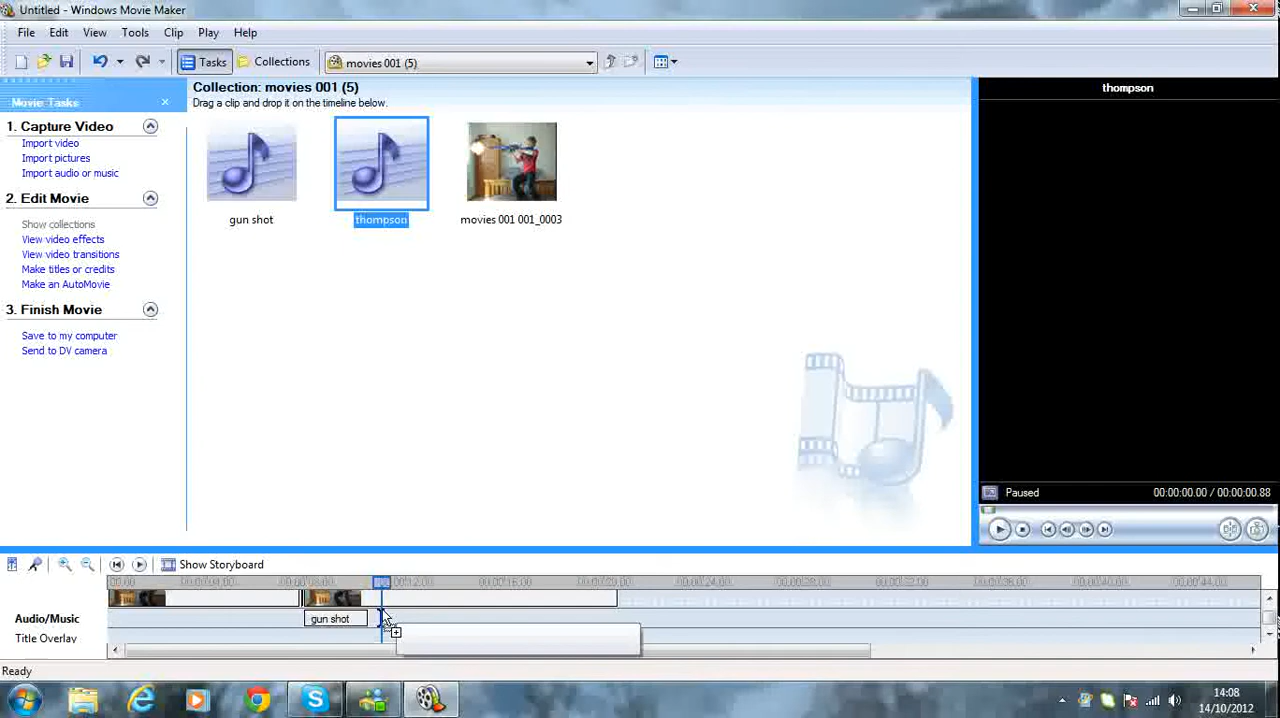 Untitled - Windows Movie Maker
File Edit View Tools Clip Play Help
Tasks Collections movies 001 (5)
Movie Tasks
Collection: movies 001 (5)
Drag a clip and drop it on the timeline below.
thompson
1. Capture Video
Import video
Import pictures
Import audio or music
2. Edit Movie
Show collections
View video effects
View video transitions
Make titles or credits
Make an AutoMovie
3. Finish Movie
Save to my computer
Send to DV camera
gun shot
thompson
movies 001 001_0003
Paused 00:00:00.00 / 00:00:00.88
Show Storyboard
Audio/Music
gun shot
Title Overlay
Ready
14:08
14/10/2012